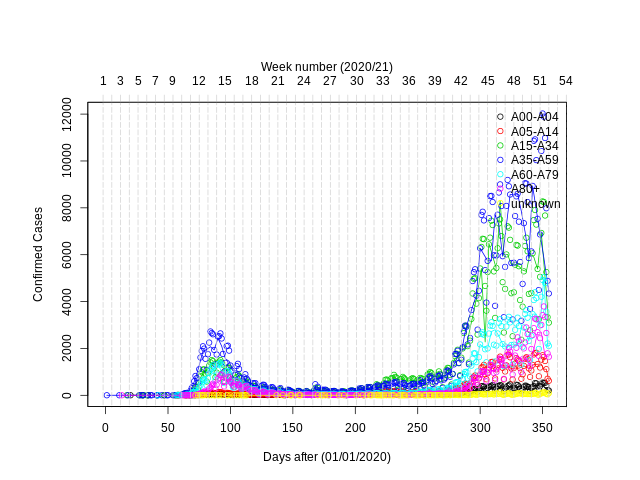 Week number (2020/21)
1 3 5 7 9 12 15 18 21 24 27 30 33 36 39 42 45 48 51 54
Confirmed Cases
12000
10000
8000
6000
4000
2000
0
A00-A04
A05-A14
A15-A34
A35-A59
A60-A79
A80+
unknown
0 50 100 150 200 250 300 350
Days after (01/01/2020)